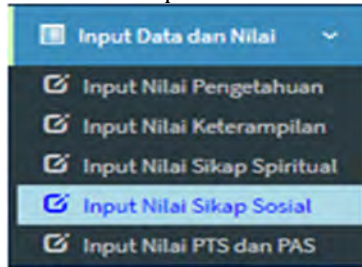 Input Data dan Nilai
Input Nilai Pengetahuan
Input Nilai Keterampilan
Input Nilai Sikap Spiritual
Input Nilai Sikap Sosial
Input Nilai PTS dan PAS